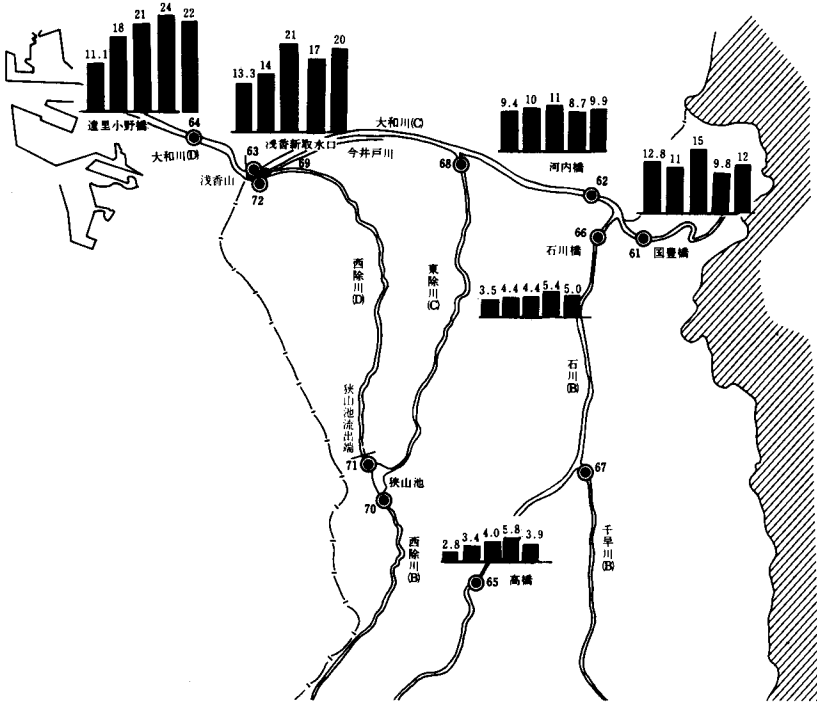 11.1 18 21 24 22
遠里小野橋
64
大和川(D)
13.3 14 21 17 20
浅香新取水口
63
69
浅香山
72
大和川(C)
今井戸川
68
9.4 10 11 8.7 9.9
河内橋
62
12.8 11 15 9.8 12
国豊橋
61
66
石川橋
3.5 4.4 4.4 5.4 5.0
西除川(D)
東除川(C)
石川(B)
狭山池流出端
71
狭山池
70
67
西除川(B)
2.8 3.4 4.0 5.8 3.9
65
高橋
千早川(B)